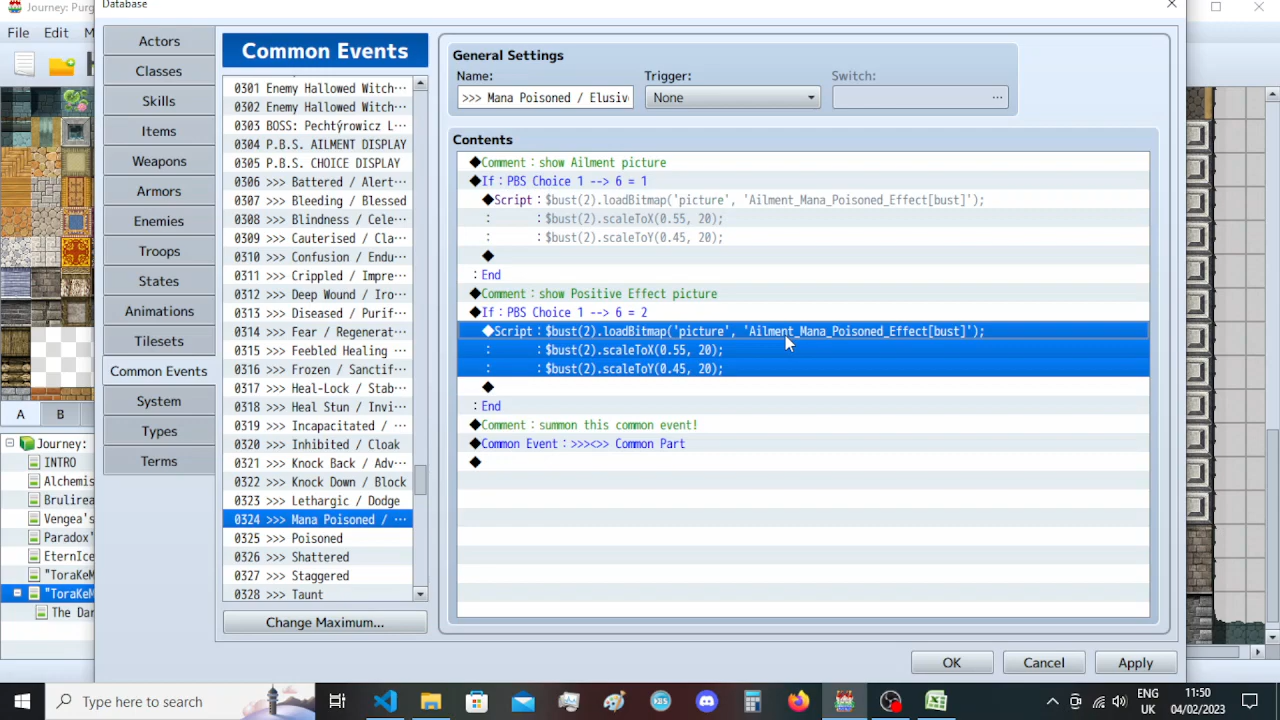 Database
Journey: Purg
File Edit M
Actors
Classes
Skills
Items
Weapons
Armors
Enemies
Troops
States
Animations
Tilesets
Common Events
System
Types
Terms
A B
Journey:
INTRO
Alchemis
Brulirea
Vengea's
Paradox'
EternIce
"ToraKeM
"ToraKeM
The Dar
Common Events
0301 Enemy Hallowed Witch···
0302 Enemy Hallowed Witch···
0303 BOSS: Pechtýrowicz L···
0304 P.B.S. AILMENT DISPLAY
0305 P.B.S. CHOICE DISPLAY
0306 >>> Battered / Alert···
0307 >>> Bleeding / Blessed
0308 >>> Blindness / Cele···
0309 >>> Cauterised / Cla···
0310 >>> Confusion / Endu···
0311 >>> Crippled / Impre···
0312 >>> Deep Wound / Iro···
0313 >>> Diseased / Purif···
0314 >>> Fear / Regenerat···
0315 >>> Feebled Healing ···
0316 >>> Frozen / Sanctif···
0317 >>> Heal-Lock / Stab···
0318 >>> Heal Stun / Invi···
0319 >>> Incapacitated / ···
0320 >>> Inhibited / Cloak
0321 >>> Knock Back / Adv···
0322 >>> Knock Down / Block
0323 >>> Lethargic / Dodge
0324 >>> Mana Poisoned / ···
0325 >>> Poisoned
0326 >>> Shattered
0327 >>> Staggered
0328 >>> Taunt
Change Maximum...
General Settings
Name: Trigger: Switch:
>>> Mana Poisoned / Elusiv None ...
Contents
◆Comment：show Ailment picture
◆If：PBS Choice 1 --> 6 = 1
◆Script：$bust(2).loadBitmap('picture', 'Ailment_Mana_Poisoned_Effect[bust]');
：　　　：$bust(2).scaleToX(0.55, 20);
：　　　：$bust(2).scaleToY(0.45, 20);
◆
：End
◆Comment：show Positive Effect picture
◆If：PBS Choice 1 --> 6 = 2
◆Script：$bust(2).loadBitmap('picture', 'Ailment_Mana_Poisoned_Effect[bust]');
：　　　：$bust(2).scaleToX(0.55, 20);
：　　　：$bust(2).scaleToY(0.45, 20);
◆
：End
◆Comment：summon this common event!
◆Common Event：>>><>> Common Part
◆
OK Cancel Apply
Type here to search
ENG
UK
11:50
04/02/2023